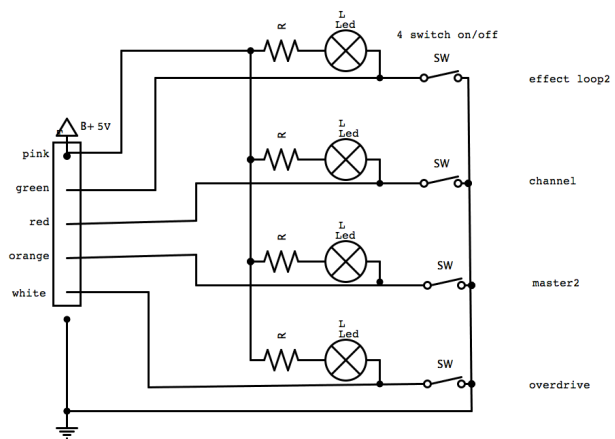 L
Led
R
4 switch on/off
SW
effect loop2
B+ 5V
pink
L
Led
R
SW
channel
green
red
L
Led
R
SW
master2
orange
white
L
Led
R
SW
overdrive